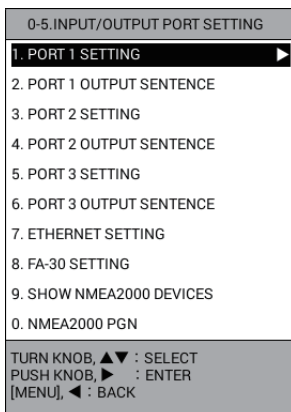 0-5.INPUT/OUTPUT PORT SETTING
1. PORT 1 SETTING ▶
2. PORT 1 OUTPUT SENTENCE
3. PORT 2 SETTING
4. PORT 2 OUTPUT SENTENCE
5. PORT 3 SETTING
6. PORT 3 OUTPUT SENTENCE
7. ETHERNET SETTING
8. FA-30 SETTING
9. SHOW NMEA2000 DEVICES
0. NMEA2000 PGN
TURN KNOB, ▲▼ : SELECT
PUSH KNOB, ▶ : ENTER
[MENU], ◀ : BACK